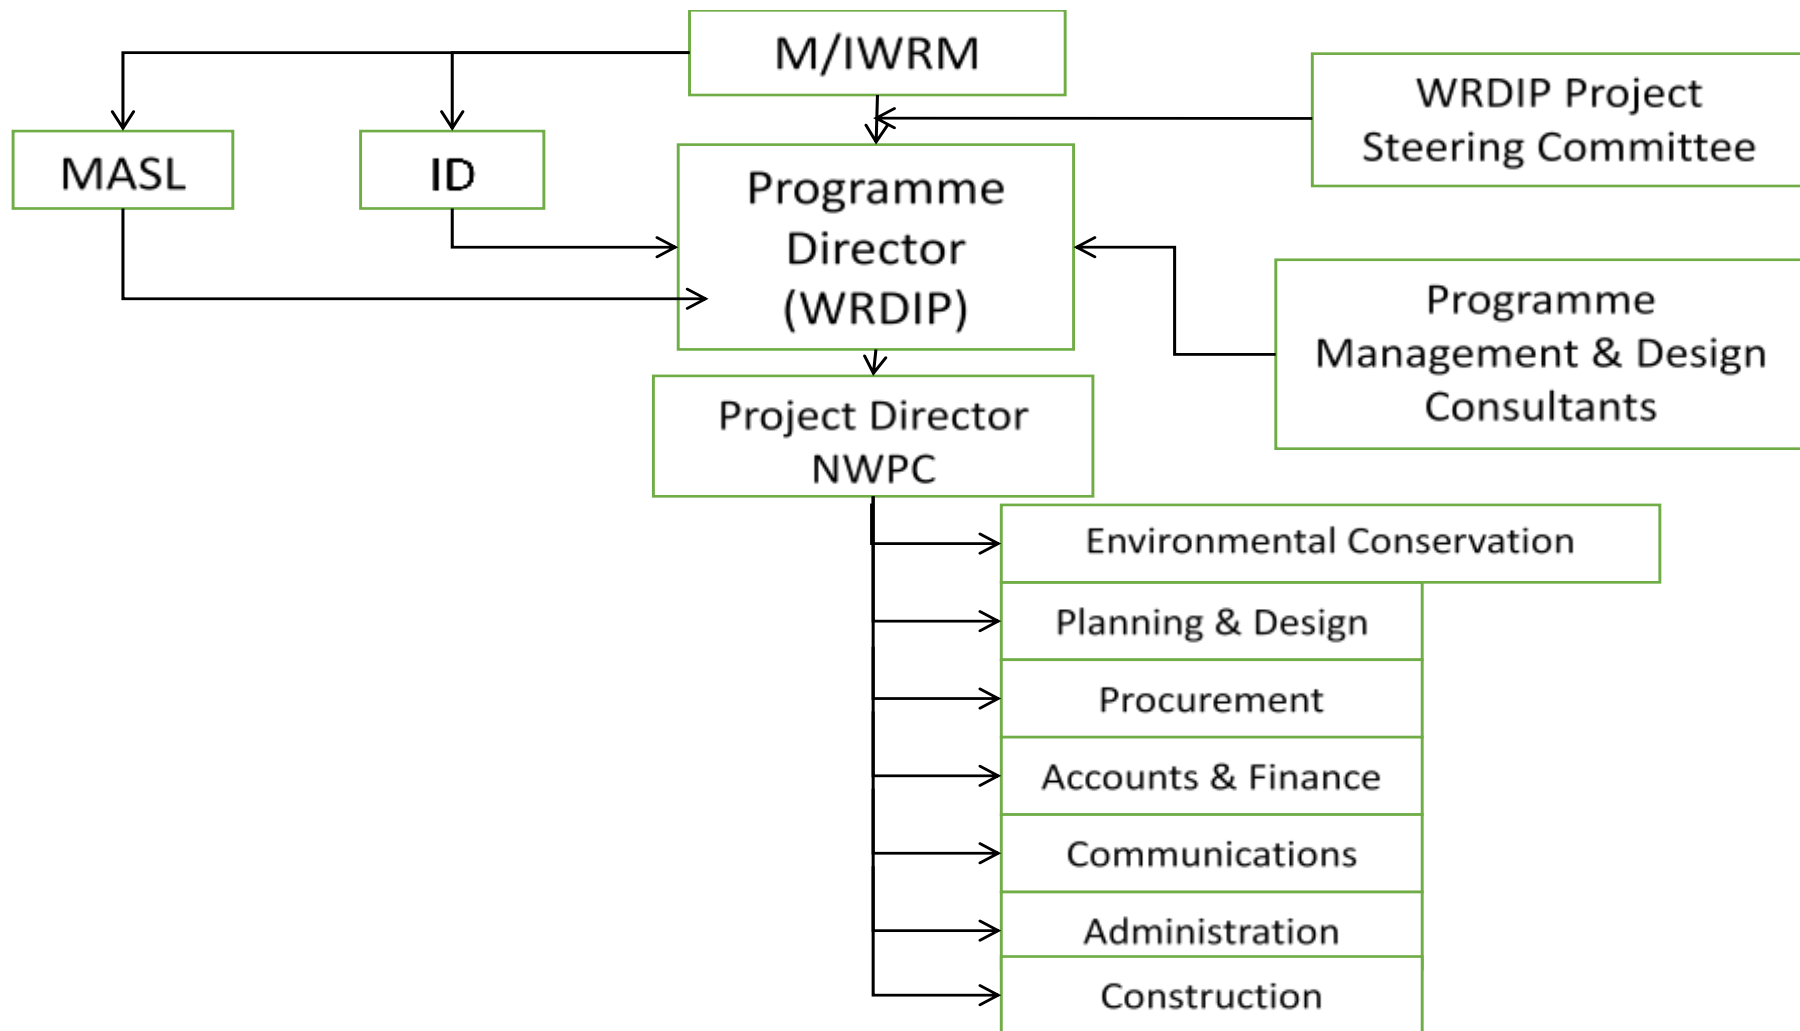 M/IWRM
WRDIP Project
Steering Committee
MASL
ID
Programme
Director
(WRDIP)
Programme
Management & Design
Consultants
Project Director
NWPC
Environmental Conservation
Planning & Design
Procurement
Accounts & Finance
Communications
Administration
Construction